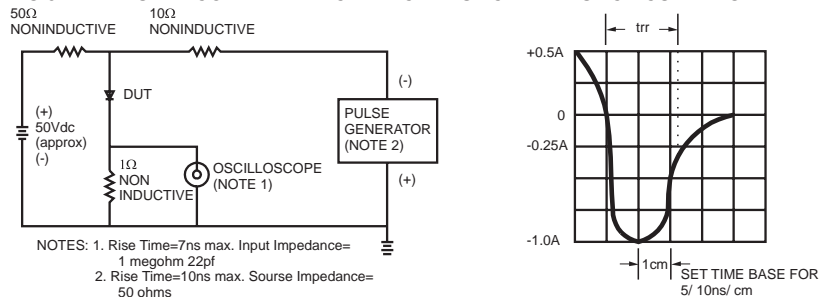 50Ω
NONINDUCTIVE
10Ω
NONINDUCTIVE
(+)
50Vdc
(approx)
(-)
DUT
1Ω
NON
INDUCTIVE
OSCILLOSCOPE
(NOTE 1)
(-)
PULSE
GENERATOR
(NOTE 2)
(+)
NOTES: 1. Rise Time=7ns max. Input Impedance=
1 megohm 22pf
2. Rise Time=10ns max. Sourse Impedance=
50 ohms
trr
+0.5A
0
-0.25A
-1.0A
1cm
SET TIME BASE FOR
5/ 10ns/ cm